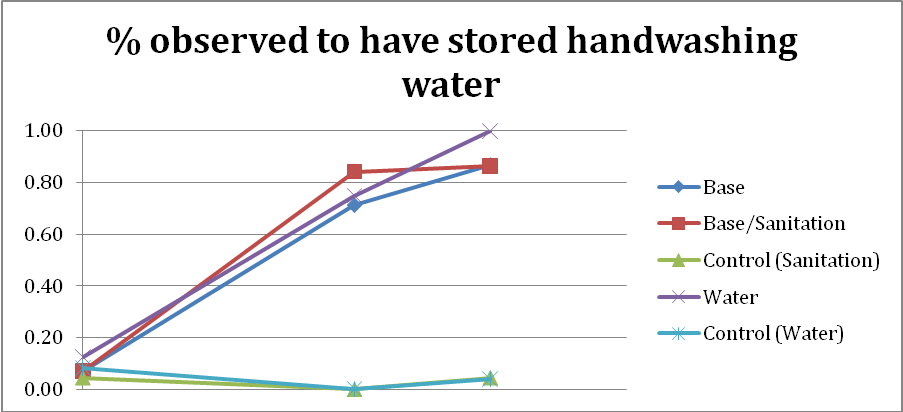 % observed to have stored handwashing
water
1.00
0.80
0.60
0.40
0.20
0.00
Base
Base/Sanitation
Control (Sanitation)
Water
Control (Water)